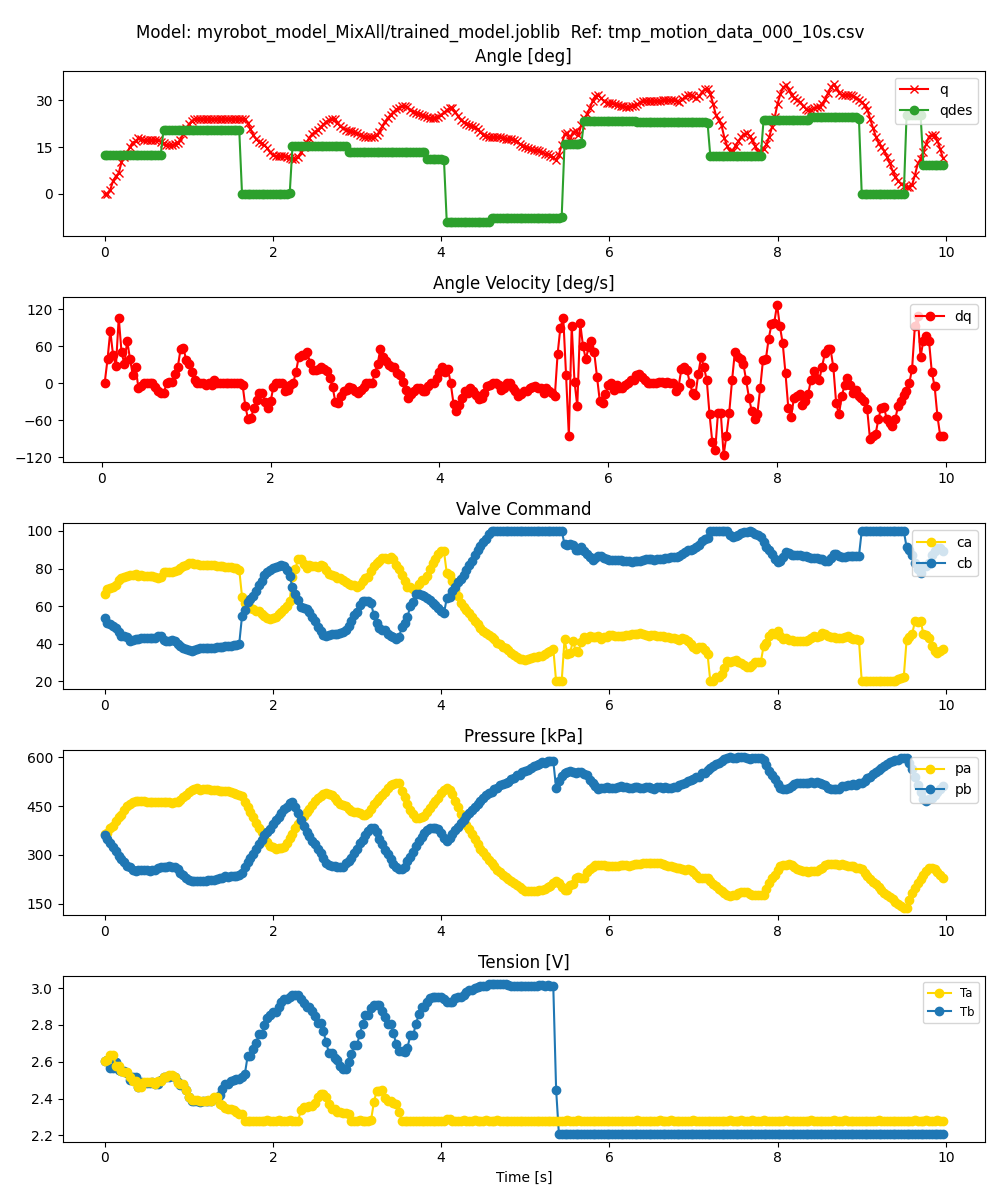 Model: myrobot_model_MixAll/trained_model.joblib  Ref: tmp_motion_data_000_10s.csv
Angle [deg]
30
15
0
q
qdes
0 2 4 6 8 10
Angle Velocity [deg/s]
120
60
0
−60
−120
dq
0 2 4 6 8 10
Valve Command
100
80
60
40
20
ca
cb
0 2 4 6 8 10
Pressure [kPa]
600
450
300
150
pa
pb
0 2 4 6 8 10
Tension [V]
3.0
2.8
2.6
2.4
2.2
Ta
Tb
0 2 4 6 8 10
Time [s]